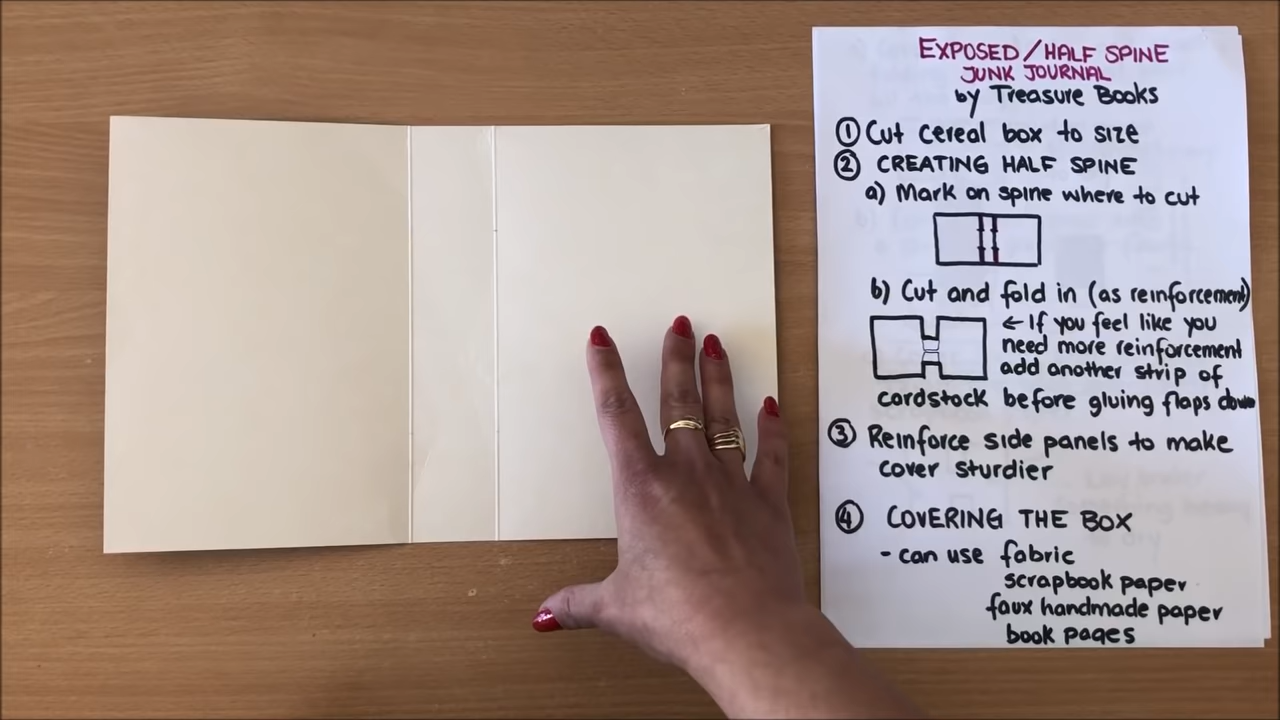 EXPOSED/HALF SPINE
JUNK JOURNAL
by Treasure Books
① Cut cereal box to size
② CREATING HALF SPINE
a) Mark on spine where to cut
b) Cut and fold in (as reinforcement)
← If you feel like you
need more reinforcement
add another strip of
cardstock before gluing flaps down
③ Reinforce side panels to make
cover sturdier
④ COVERING THE BOX
- can use fabric
scrapbook paper
faux handmade paper
book pages